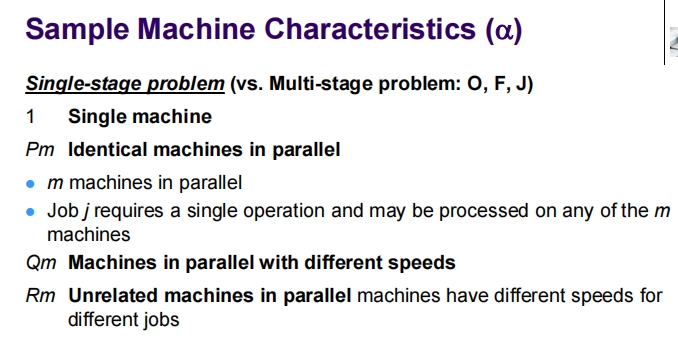 Sample Machine Characteristics (α)
Single-stage problem (vs. Multi-stage problem: O, F, J)
1 Single machine
Pm Identical machines in parallel
• m machines in parallel
• Job j requires a single operation and may be processed on any of the m
machines
Qm Machines in parallel with different speeds
Rm Unrelated machines in parallel machines have different speeds for
different jobs